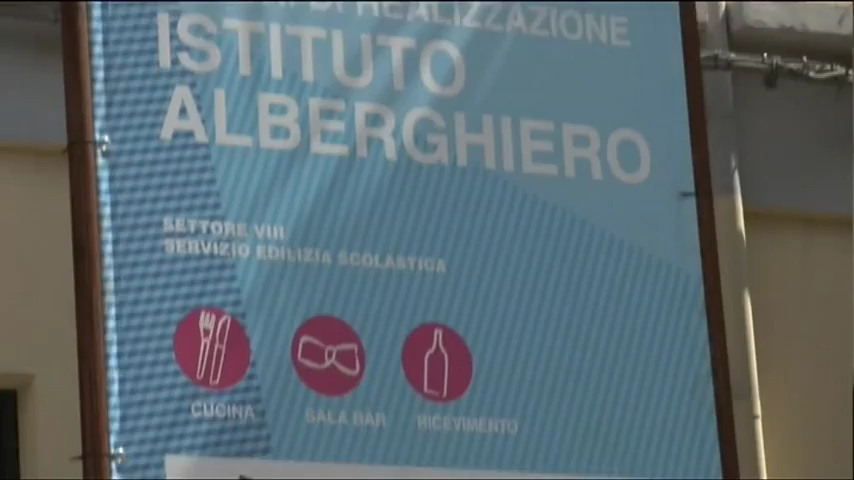 DI REALIZZAZIONE
ISTITUTO
ALBERGHIERO
SETTORE VIII
SERVIZIO EDILIZIA SCOLASTICA
CUCINA SALA BAR RICEVIMENTO